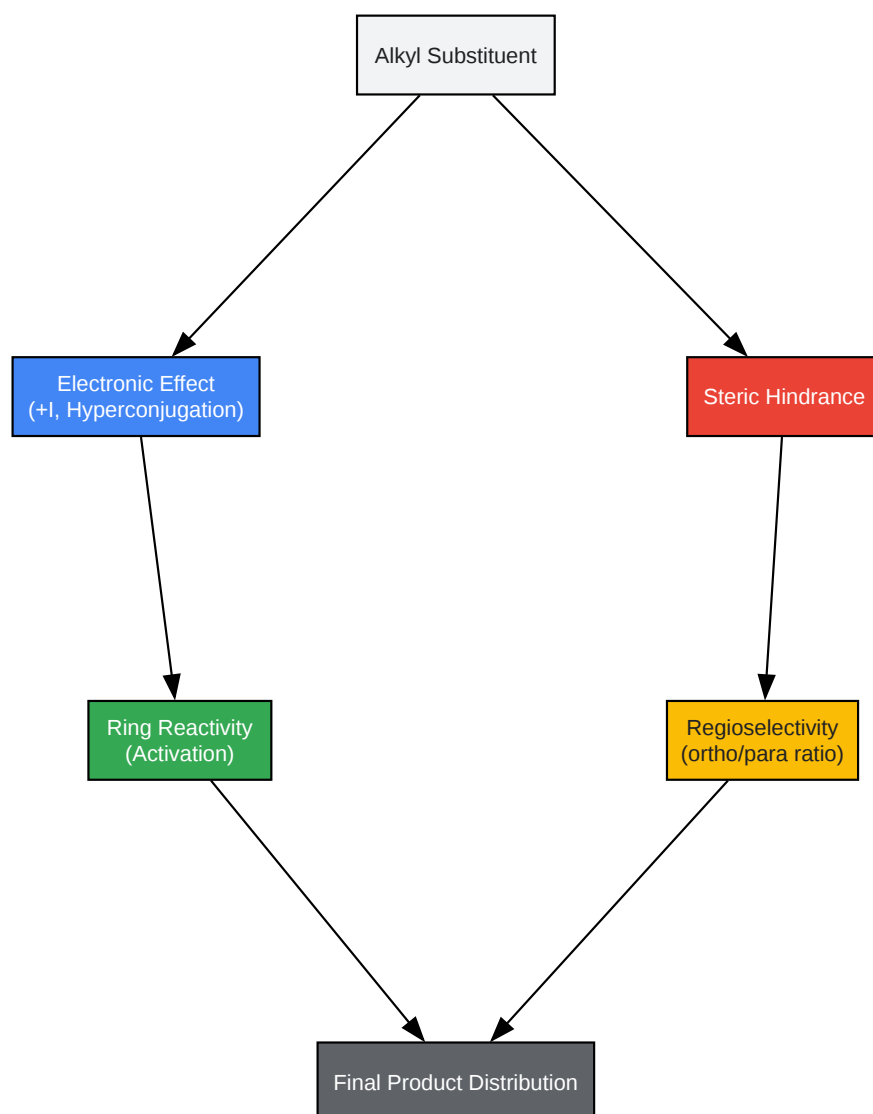 Alkyl Substituent
Electronic Effect
(+I, Hyperconjugation)
Steric Hindrance
Ring Reactivity
(Activation)
Regioselectivity
(ortho/para ratio)
Final Product Distribution